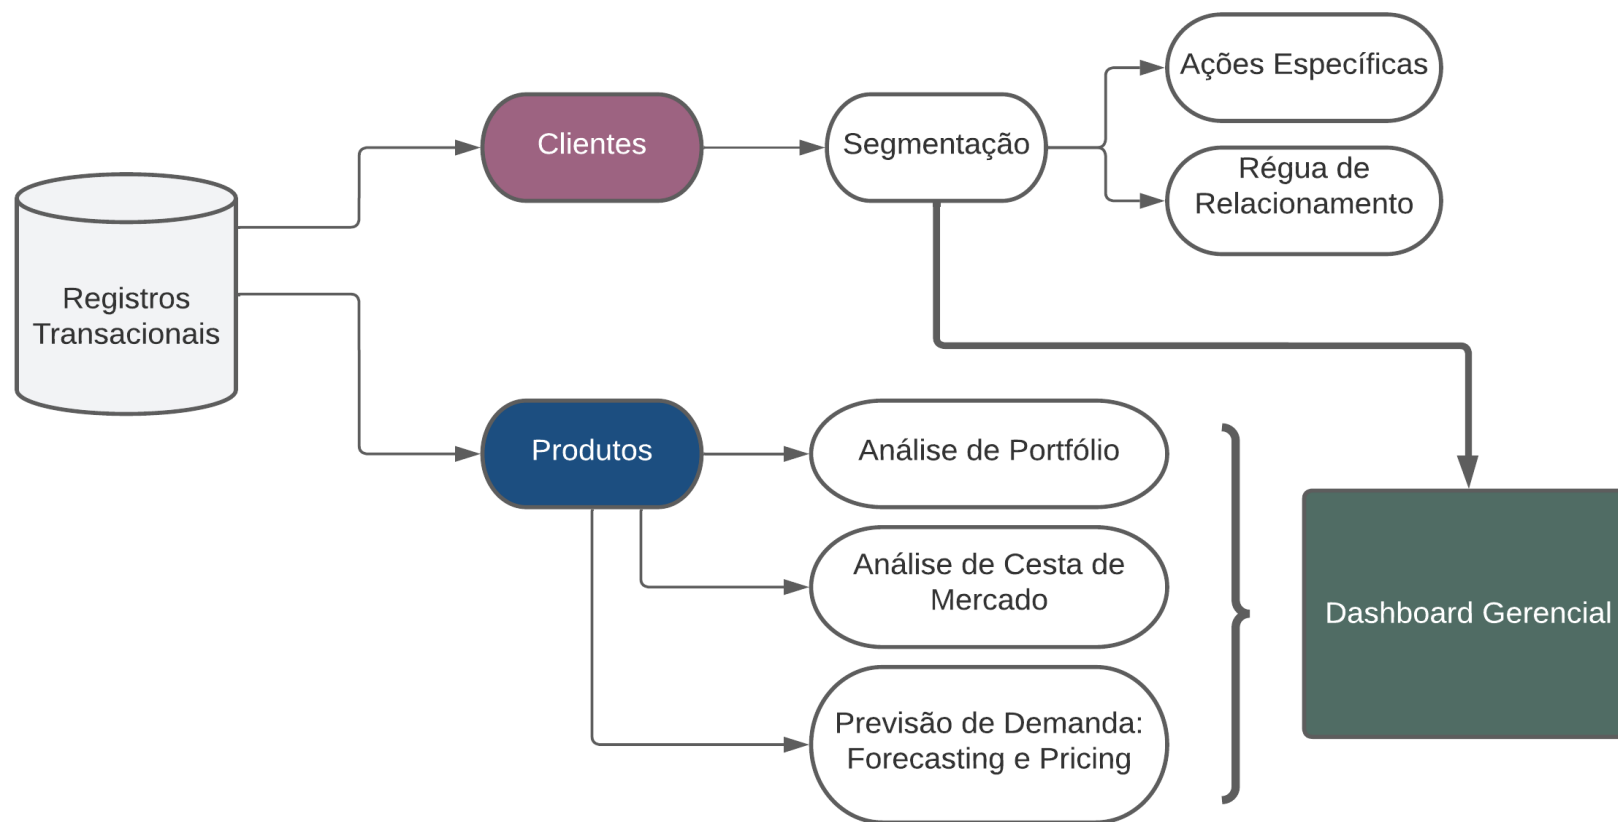 Ações Específicas
Clientes
Segmentação
Régua de
Relacionamento
Registros
Transacionais
Produtos
Análise de Portfólio
Análise de Cesta de
Mercado
Dashboard Gerencial
Previsão de Demanda:
Forecasting e Pricing